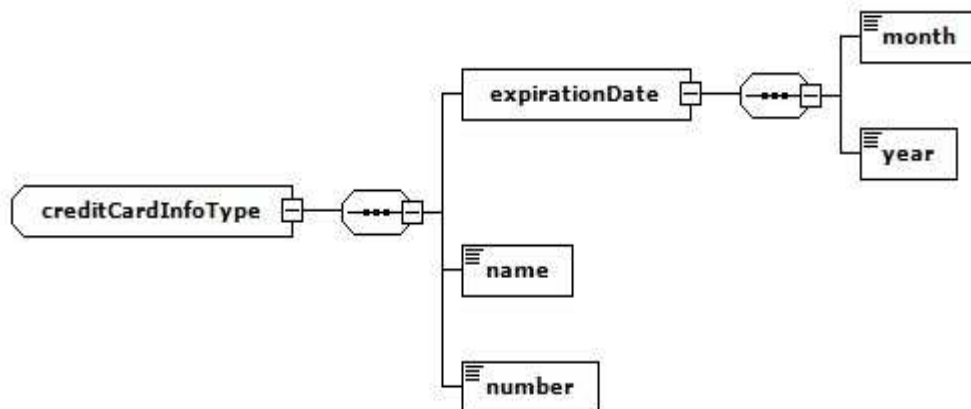 month
expirationDate
year
creditCardInfoType
name
number